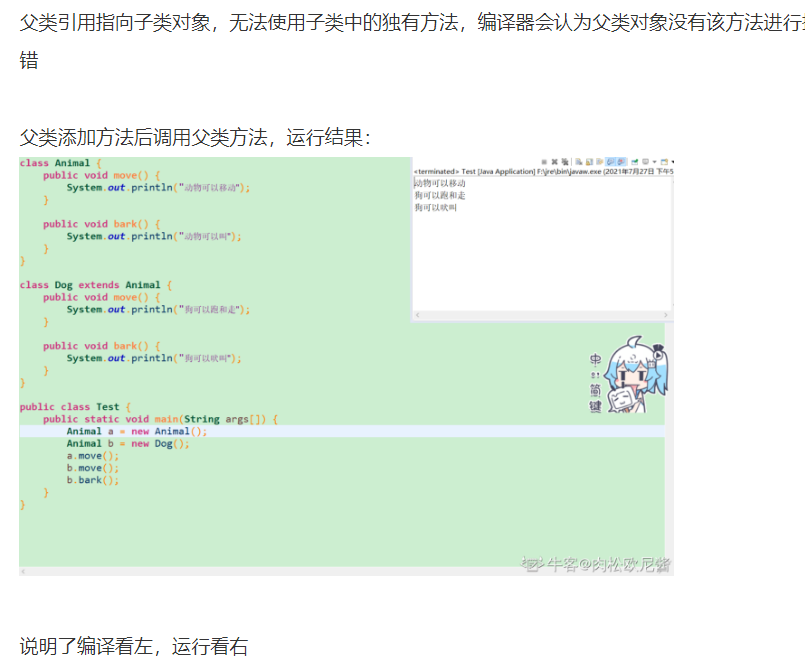 父类引用指向子类对象，无法使用子类中的独有方法，编译器会认为父类对象没有该方法进行
错
父类添加方法后调用父类方法，运行结果：
class Animal {
    public void move() {
        System.out.println("动物可以移动");
    }

    public void bark() {
        System.out.println("动物可以叫");
    }
}

class Dog extends Animal {
    public void move() {
        System.out.println("狗可以跑和走");
    }

    public void bark() {
        System.out.println("狗可以吠叫");
    }
}

public class Test {
    public static void main(String args[]) {
        Animal a = new Animal();
        Animal b = new Dog();
        a.move();
        b.move();
        b.bark();
    }
}
<terminated> Test [Java Application] F:\jre\bin\javaw.exe (2021年7月27日 下午5
动物可以移动
狗可以跑和走
狗可以吠叫
中
简
键
牛客@肉松欧尼酱
说明了编译看左，运行看右